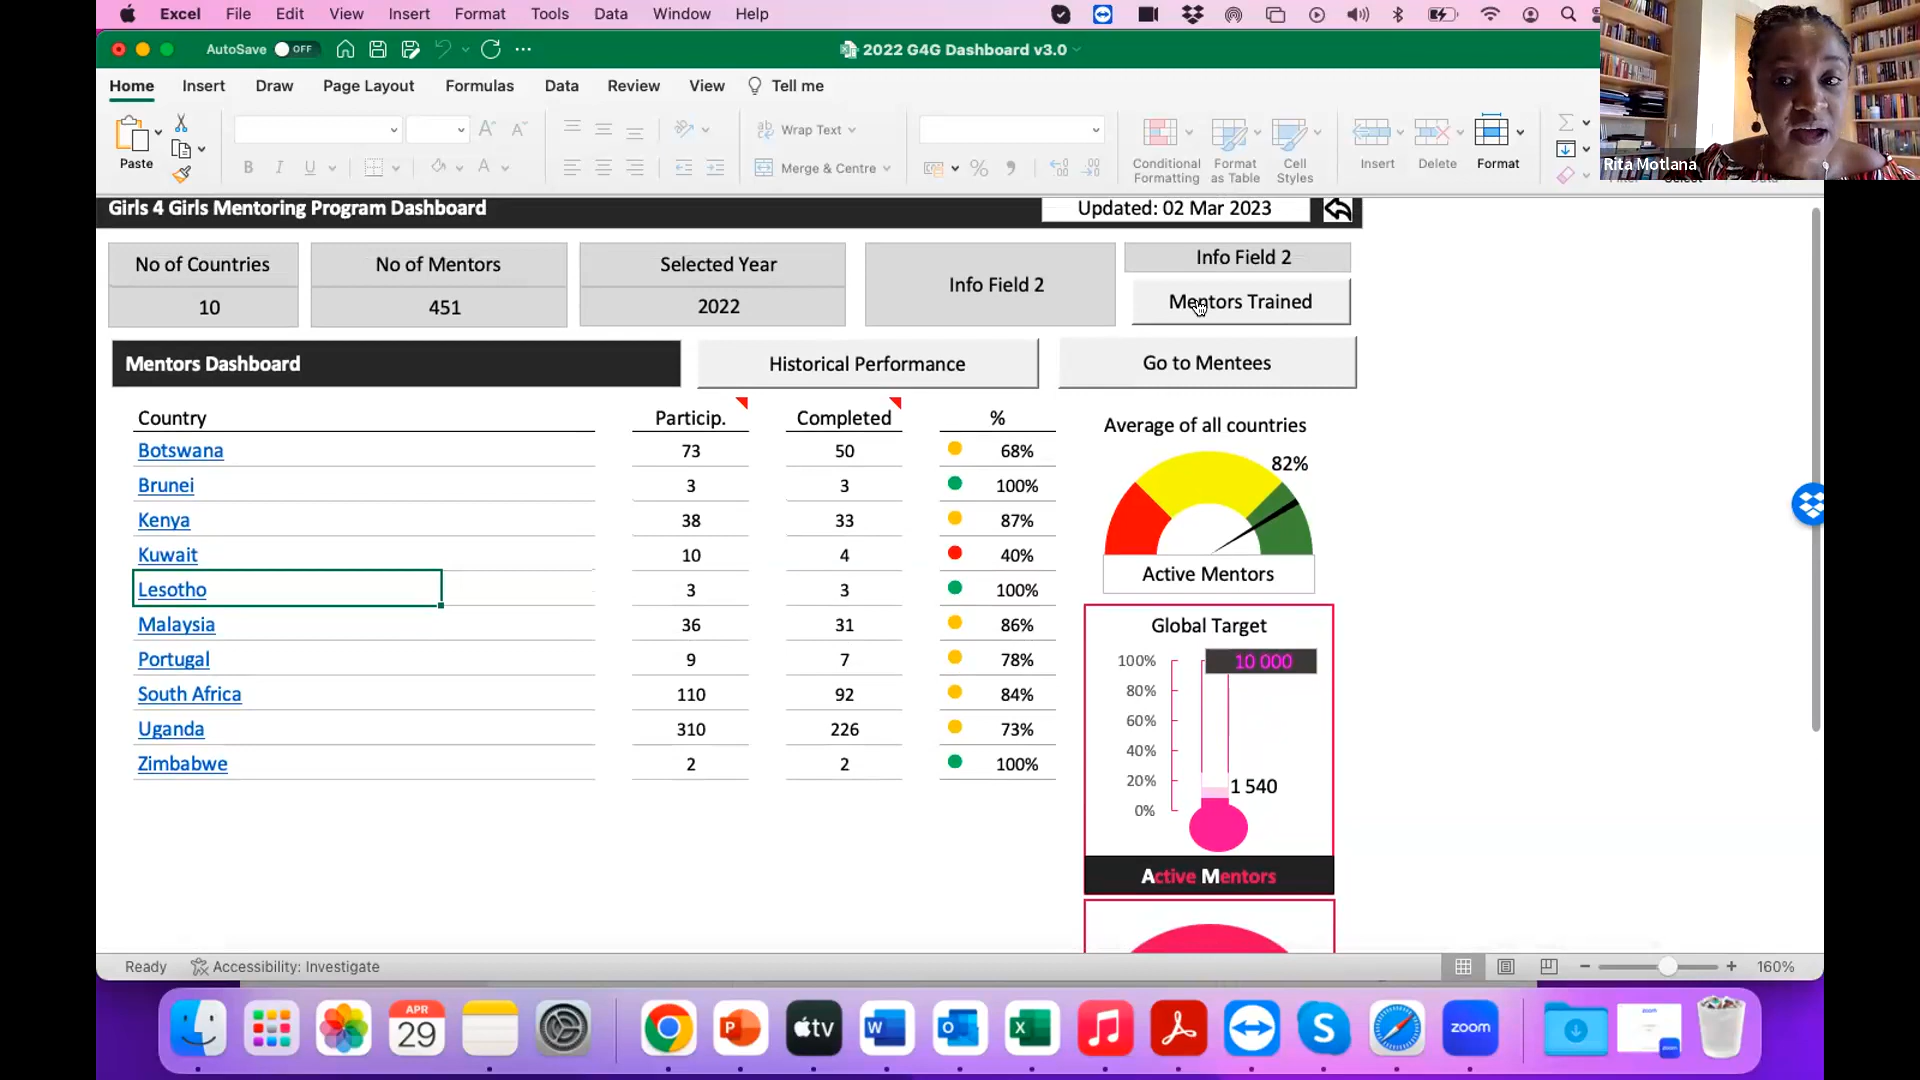 Excel File Edit View Insert Format Tools Data Window Help
AutoSave OFF
2022 G4G Dashboard v3.0
Home Insert Draw Page Layout Formulas Data Review View Tell me
Paste
Wrap Text
Merge & Centre
Conditional Formatting
Format as Table
Cell Styles
Insert
Delete
Format
Rita Motlana
Girls 4 Girls Mentoring Program Dashboard
Updated: 02 Mar 2023
No of Countries
10
No of Mentors
451
Selected Year
2022
Info Field 2
Info Field 2
Mentors Trained
Mentors Dashboard
Historical Performance
Go to Mentees
Country Particip. Completed %
Botswana 73 50 68%
Brunei 3 3 100%
Kenya 38 33 87%
Kuwait 10 4 40%
Lesotho 3 3 100%
Malaysia 36 31 86%
Portugal 9 7 78%
South Africa 110 92 84%
Uganda 310 226 73%
Zimbabwe 2 2 100%
Average of all countries
82%
Active Mentors
Global Target
100%
10 000
80%
60%
40%
20%
1 540
0%
Active Mentors
Ready
Accessibility: Investigate
160%
APR
29
P
tv
W
O
X
S
zoom
zoom